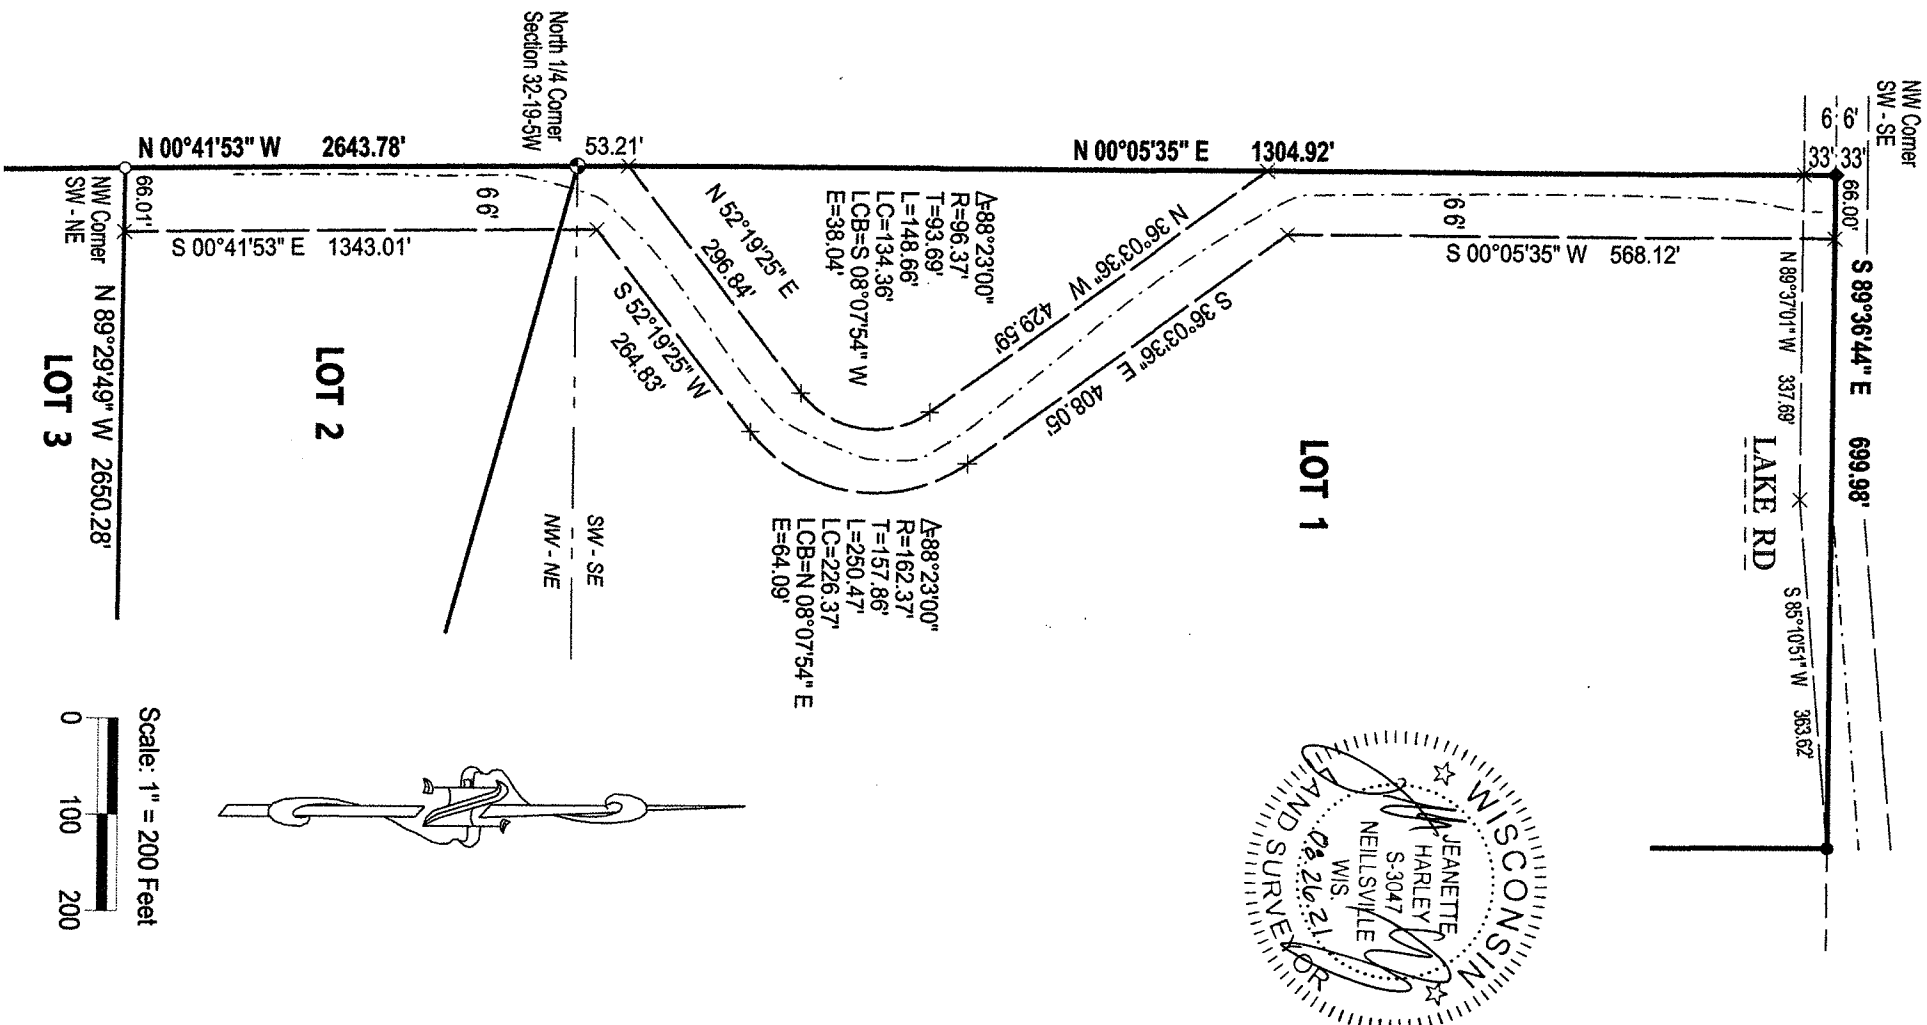 NW Corner
SW - SE
6' 6'
33' 33'
66.00'
S 89°36'44" E 699.98'
N 89°37'01" W 337.69'
S 85°10'51" W 363.62'
LAKE RD
N 00°05'35" E 1304.92'
66'
S 00°05'35" W 568.12'
LOT 1
N 36°03'36" W
429.59'
S 36°03'36" E 408.05'
Δ=88°23'00"
R=96.37'
T=93.69'
L=148.66'
LC=134.36'
LCB=S 08°07'54" W
E=38.04'
Δ=88°23'00"
R=162.37'
T=157.86'
L=250.47'
LC=226.37'
LCB=N 08°07'54" E
E=64.09'
N 52°19'25" E
296.84'
S 52°19'25" W
264.83'
53.21'
North 1/4 Corner
Section 32-19-5W
SW - SE
NW - NE
N 00°41'53" W 2643.78'
66'
S 00°41'53" E 1343.01'
66.01'
LOT 2
NW Corner
SW - NE
N 89°29'49" W 2650.28'
LOT 3
WISCONSIN
JEANETTE
HARLEY
S-3047
NEILLSVILLE
WIS.
LAND SURVEYOR
Scale: 1" = 200 Feet
0 100 200